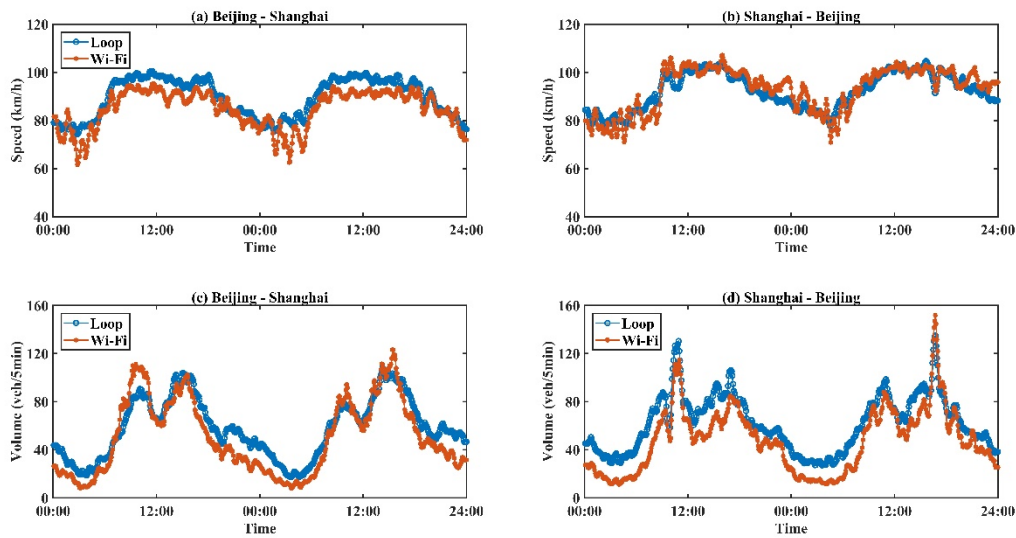 (a) Beijing - Shanghai
120
100
80
60
40
Speed (km/h)
Loop
Wi-Fi
00:00 12:00 00:00 12:00 24:00
Time
(b) Shanghai - Beijing
120
100
80
60
40
Speed (km/h)
Loop
Wi-Fi
00:00 12:00 00:00 12:00 24:00
Time
(c) Beijing - Shanghai
160
120
80
40
0
Volume (veh/5min)
Loop
Wi-Fi
00:00 12:00 00:00 12:00 24:00
Time
(d) Shanghai - Beijing
160
120
80
40
0
Volume (veh/5min)
Loop
Wi-Fi
00:00 12:00 00:00 12:00 24:00
Time